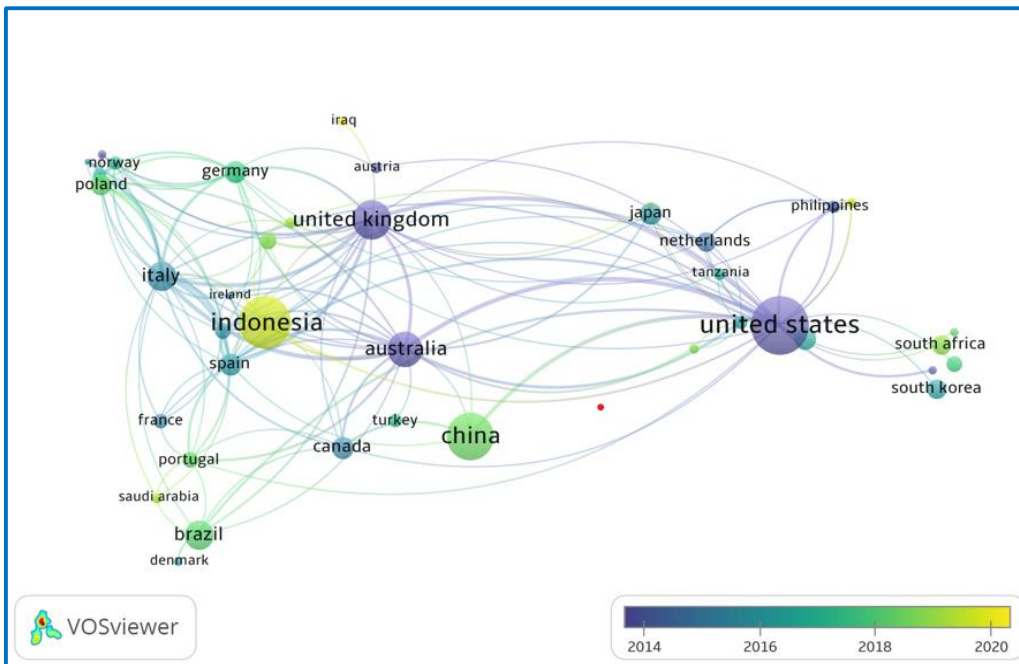 iraq
norway
austria
germany
poland
philippines
united kingdom
japan
netherlands
italy
tanzania
ireland
indonesia
united states
australia
south africa
spain
south korea
france
turkey
china
canada
portugal
saudi arabia
brazil
denmark
VOSviewer
2014 2016 2018 2020